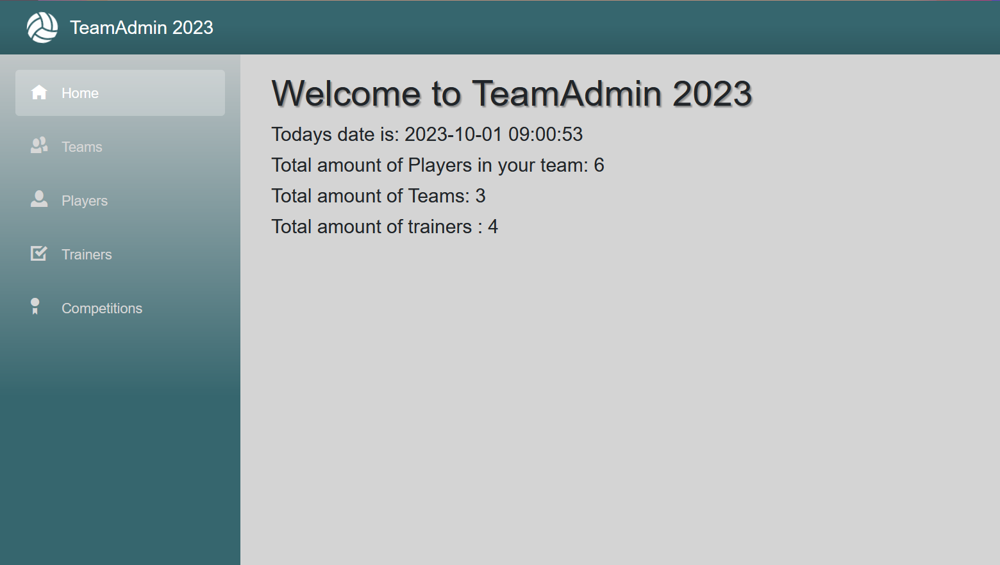 TeamAdmin 2023
Home
Teams
Players
Trainers
Competitions
Welcome to TeamAdmin 2023
Todays date is: 2023-10-01 09:00:53
Total amount of Players in your team: 6
Total amount of Teams: 3
Total amount of trainers : 4